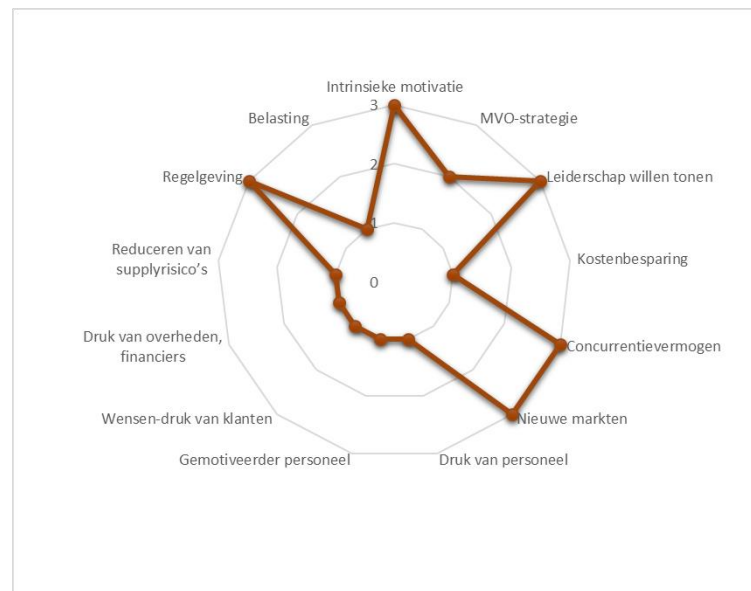 Intrinsieke motivatie
MVO-strategie
Leiderschap willen tonen
Kostenbesparing
Concurrentievermogen
Nieuwe markten
Druk van personeel
Gemotiveerder personeel
Wensen-druk van klanten
Druk van overheden,
financiers
Reduceren van
supplyrisico’s
Regelgeving
Belasting
3
2
1
0